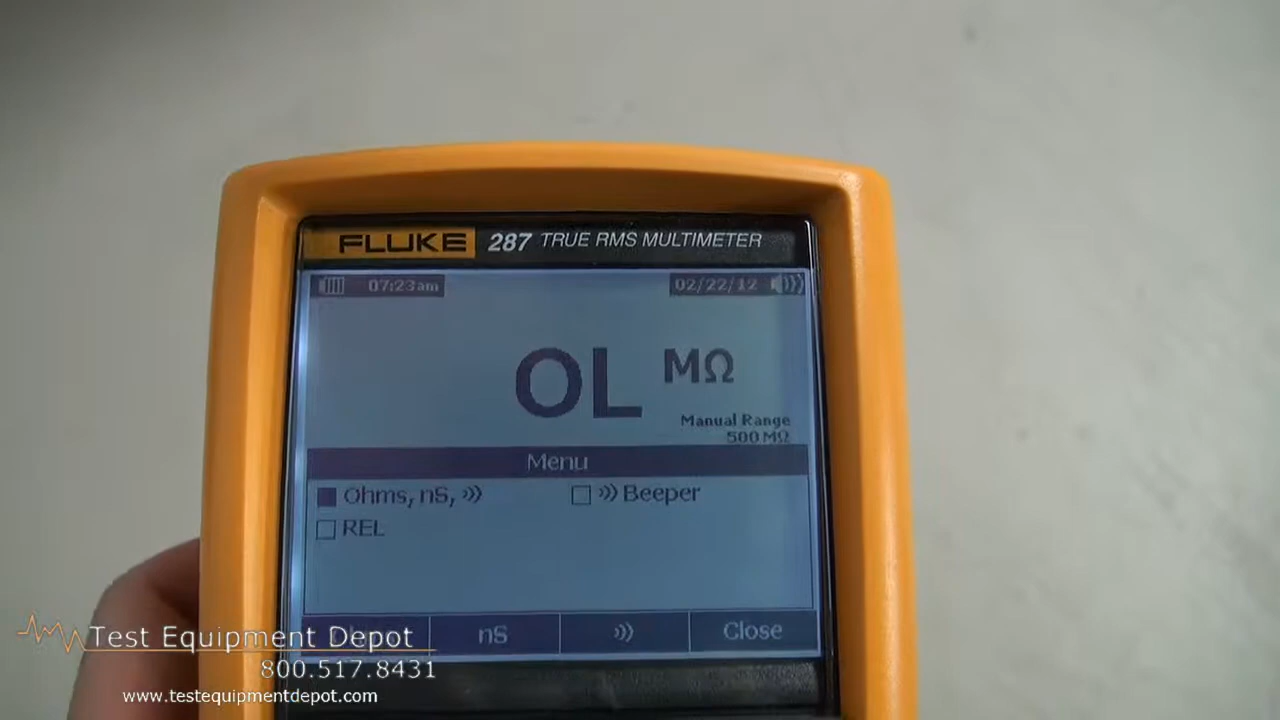 FLUKE 287 TRUE RMS MULTIMETER
07:23am 02/22/12
OL MΩ
Manual Range
500 MΩ
Menu
Ohms, nS, Beeper
REL
nS Close
Test Equipment Depot
800.517.8431
www.testequipmentdepot.com